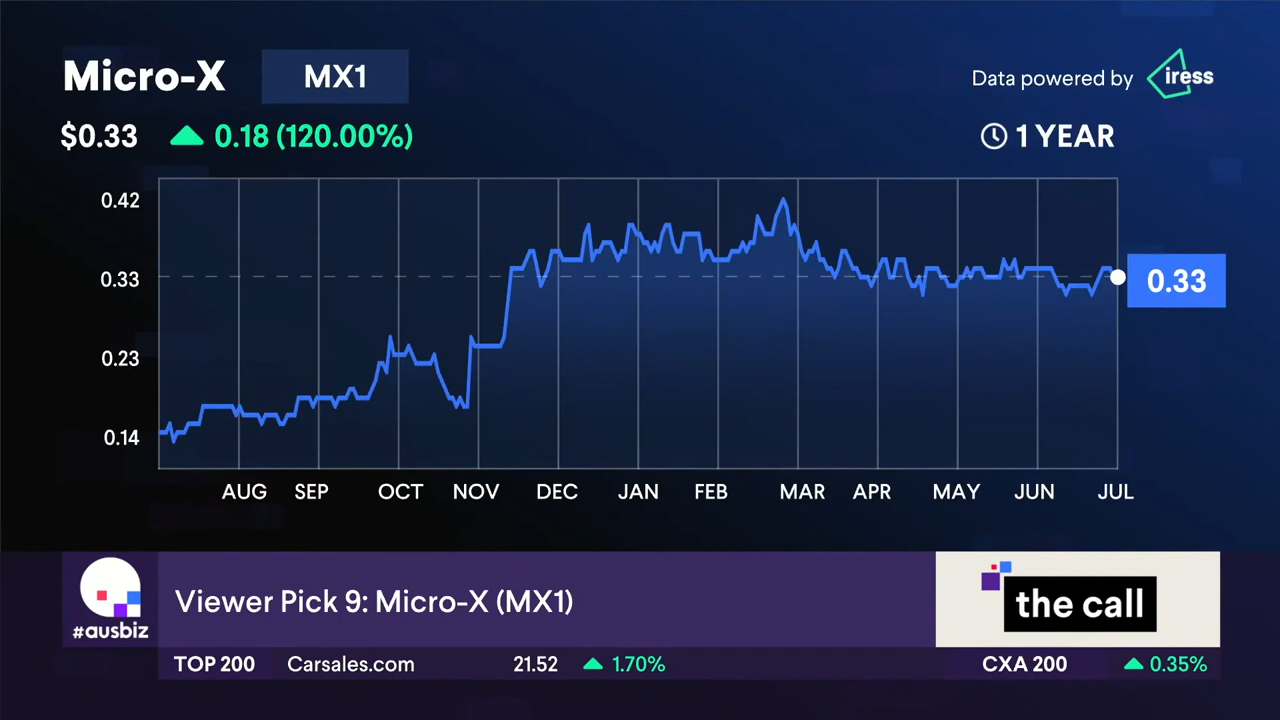 Micro-X MX1
Data powered by iress
$0.33 0.18 (120.00%)
1 YEAR
0.42
0.33
0.23
0.14
0.33
AUG SEP OCT NOV DEC JAN FEB MAR APR MAY JUN JUL
#ausbiz
Viewer Pick 9: Micro-X (MX1)
the call
TOP 200 Carsales.com 21.52 1.70% CXA 200 0.35%